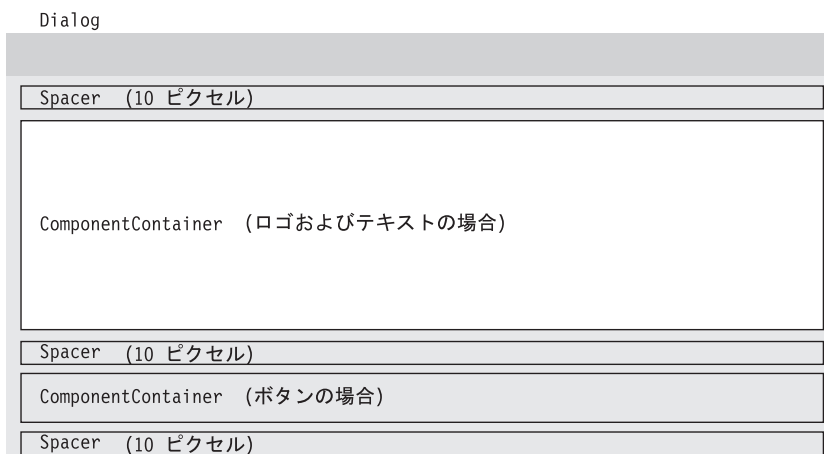 Dialog
Spacer (10 ピクセル)
ComponentContainer (ロゴおよびテキストの場合)
Spacer (10 ピクセル)
ComponentContainer (ボタンの場合)
Spacer (10 ピクセル)